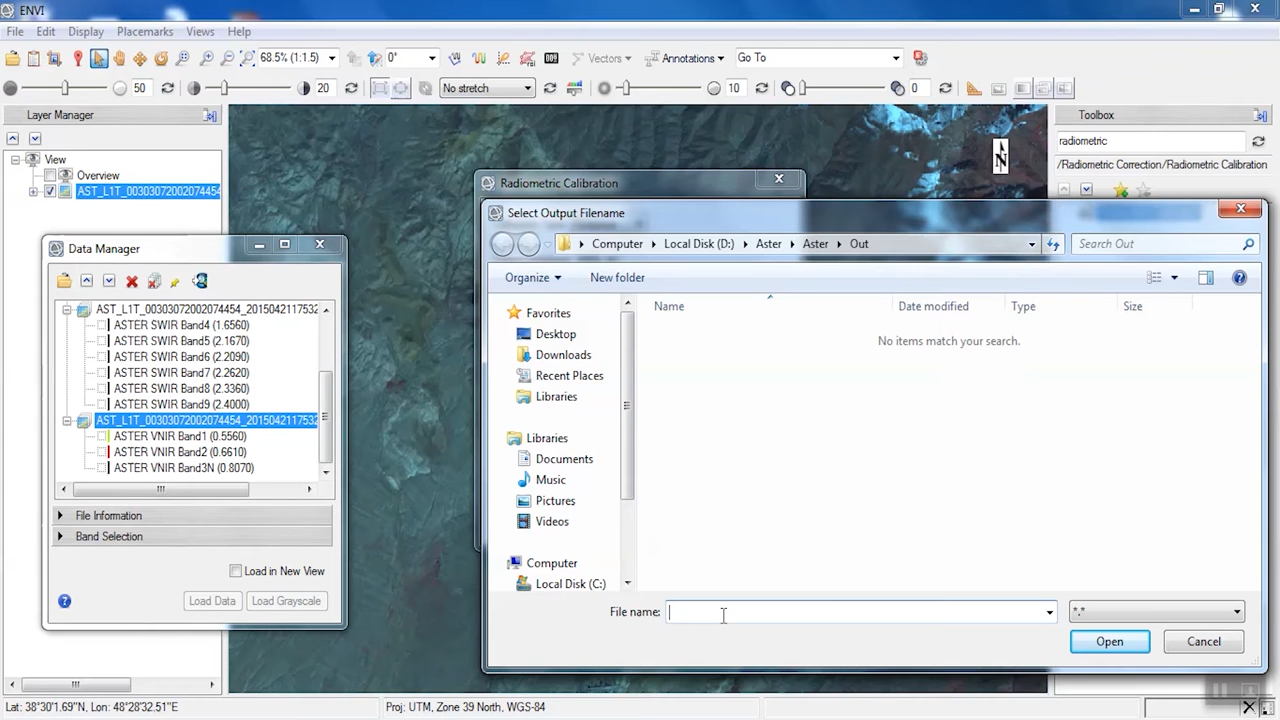 ENVI
File Edit Display Placemarks Views Help
68.5% (1:1.5) 0° Vectors Annotations Go To
50 20 No stretch 10 0
Layer Manager
View
Overview
AST_L1T_00303072002074454
Toolbox
radiometric
/Radiometric Correction/Radiometric Calibration
N
Radiometric Calibration
Data Manager
AST_L1T_00303072002074454_2015042117532
ASTER SWIR Band4 (1.6560)
ASTER SWIR Band5 (2.1670)
ASTER SWIR Band6 (2.2090)
ASTER SWIR Band7 (2.2620)
ASTER SWIR Band8 (2.3360)
ASTER SWIR Band9 (2.4000)
AST_L1T_00303072002074454_2015042117532
ASTER VNIR Band1 (0.5560)
ASTER VNIR Band2 (0.6610)
ASTER VNIR Band3N (0.8070)
File Information
Band Selection
Load in New View
Load Data Load Grayscale
Select Output Filename
Computer Local Disk (D:) Aster Aster Out Search Out
Organize New folder
Favorites
Desktop
Downloads
Recent Places
Libraries
Libraries
Documents
Music
Pictures
Videos
Computer
Local Disk (C:)
Name Date modified Type Size
No items match your search.
File name: *.*
Open Cancel
Lat: 38°30'1.69"N, Lon: 48°28'32.51"E Proj: UTM, Zone 39 North, WGS-84